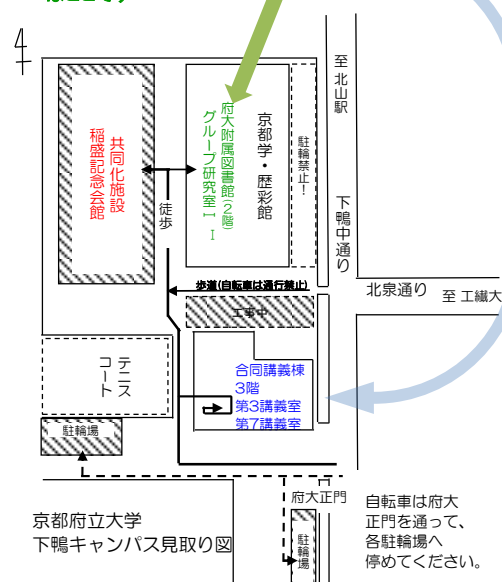 はここです
4
至 北山駅
共同化施設
稲盛記念会館
府大附属図書館(2階)
グループ研究室I I
京都学・歴彩館
駐輪禁止!
徒歩
下鴨中通り
歩道(自転車は通行禁止)
工事中
北泉通り 至 工繊大
テニス
コート
合同講義棟
3階
第3講義室
第7講義室
駐輪場
府大正門
駐輪場
自転車は府大
正門を通って、
各駐輪場へ
停めてください。
京都府立大学
下鴨キャンパス見取り図